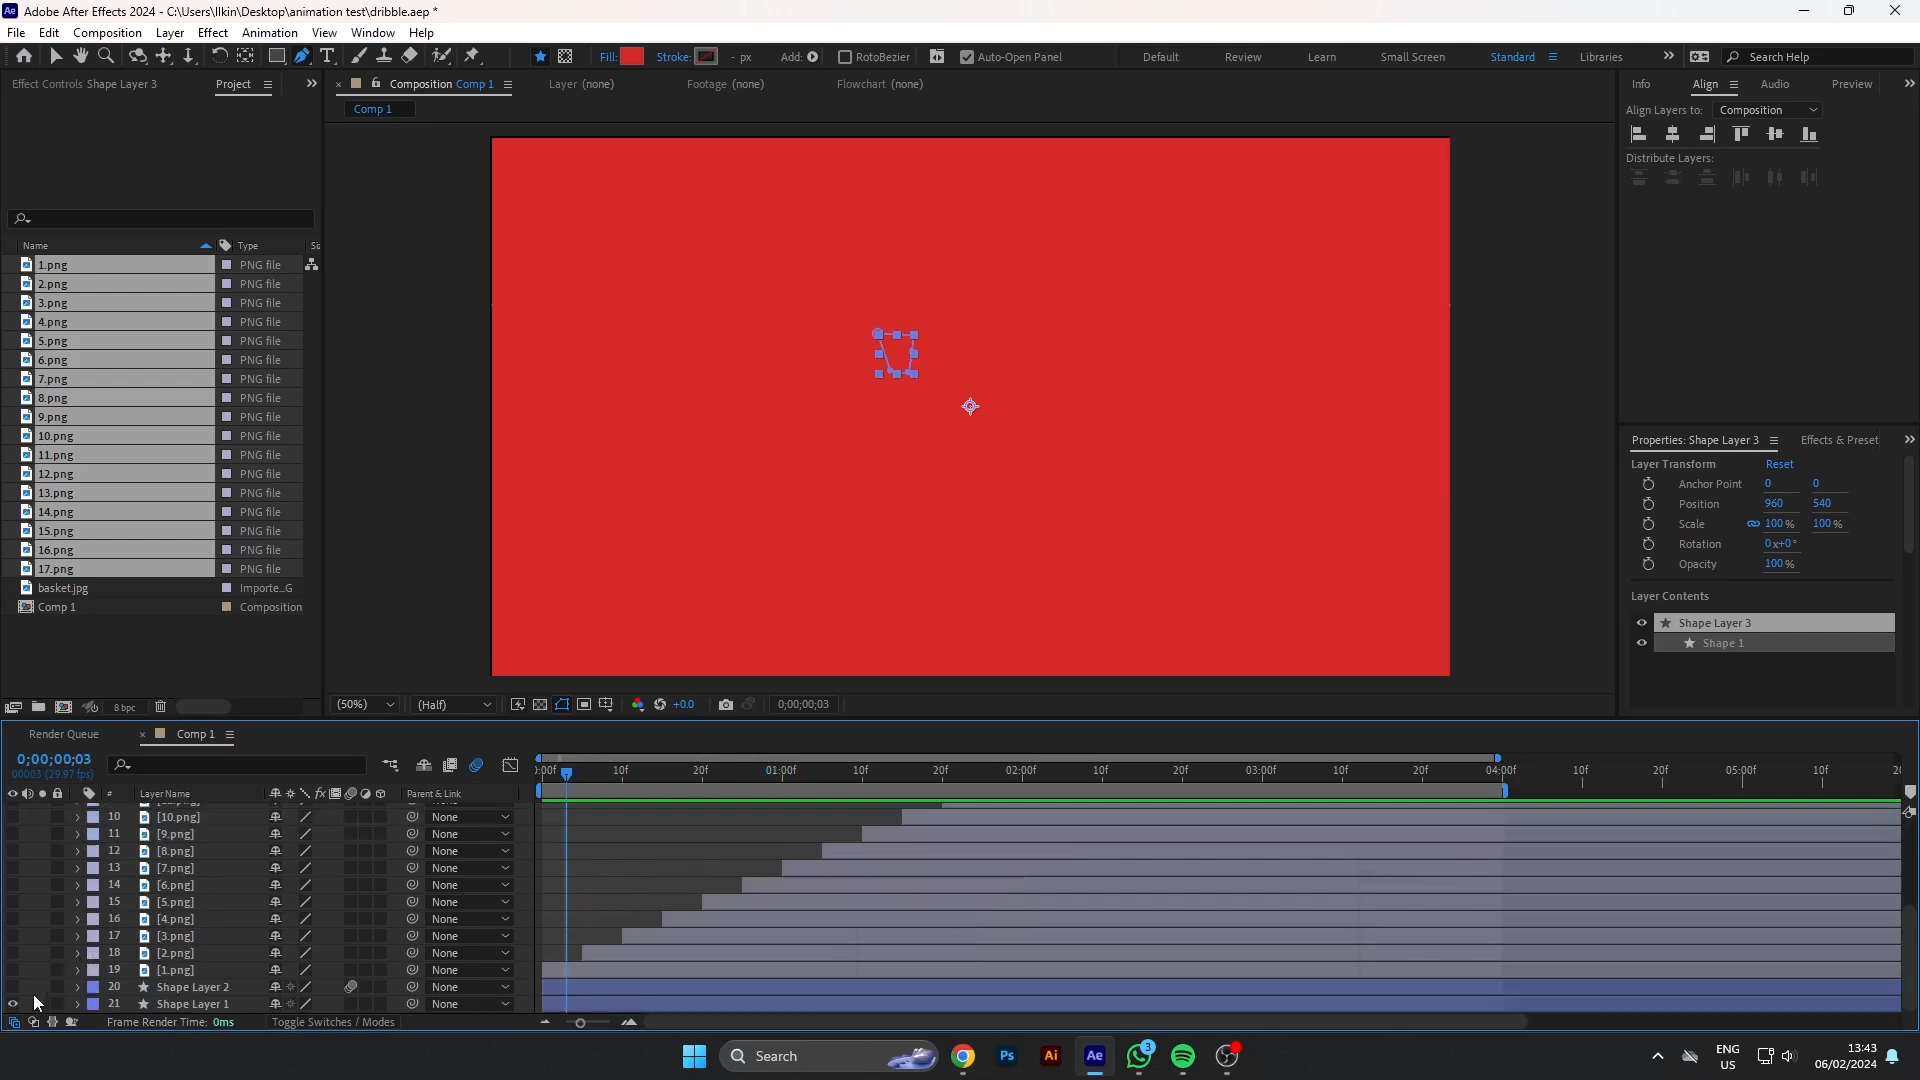 Adobe After Effects 2024 - C:\Users\Ilkin\Desktop\animation test\dribble.aep *
File Edit Composition Layer Effect Animation View Window Help
Fill: Stroke: - px Add: RotoBezier Auto-Open Panel Default Review Learn Small Screen Standard Libraries Search Help
Effect Controls Shape Layer 3 Project Composition Comp 1 Layer (none) Footage (none) Flowchart (none) Info Align Audio Preview
Comp 1
Align Layers to: Composition
Distribute Layers:
Name Type Si
1.png PNG file
2.png PNG file
3.png PNG file
4.png PNG file
5.png PNG file
6.png PNG file
7.png PNG file
8.png PNG file
9.png PNG file
10.png PNG file
11.png PNG file
12.png PNG file
13.png PNG file
14.png PNG file
15.png PNG file
16.png PNG file
17.png PNG file
basket.jpg Importe...G
Comp 1 Composition
Properties: Shape Layer 3 Effects & Preset
Layer Transform Reset
Anchor Point 0 0
Position 960 540
Scale 100 % 100 %
Rotation 0x+0°
Opacity 100 %
Layer Contents
Shape Layer 3
Shape 1
8 bpc (50%) (Half) +0.0 0;00;00;03
Render Queue Comp 1
0;00;00;03
00003 (29.97 fps)
:00f 10f 20f 01:00f 10f 20f 02:00f 10f 20f 03:00f 10f 20f 04:00f 10f 20f 05:00f 10f
# Layer Name fx Parent & Link
10 [10.png] None
11 [9.png] None
12 [8.png] None
13 [7.png] None
14 [6.png] None
15 [5.png] None
16 [4.png] None
17 [3.png] None
18 [2.png] None
19 [1.png] None
20 Shape Layer 2 None
21 Shape Layer 1 None
Frame Render Time: 0ms Toggle Switches / Modes
Search Ps Ai Ae 3 ENG 13:43
US 06/02/2024